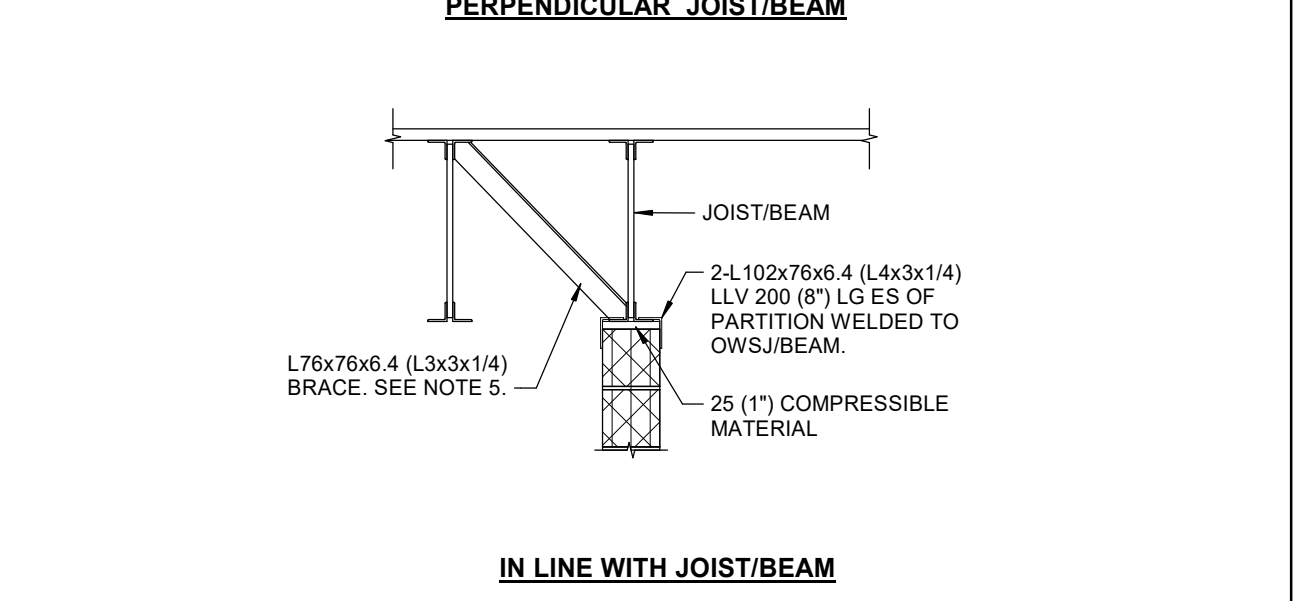 PERPENDICULAR JOIST/BEAM
JOIST/BEAM
2-L102x76x6.4 (L4x3x1/4)
LLV 200 (8") LG ES OF
PARTITION WELDED TO
OWSJ/BEAM.
L76x76x6.4 (L3x3x1/4)
BRACE. SEE NOTE 5.
25 (1") COMPRESSIBLE
MATERIAL
IN LINE WITH JOIST/BEAM